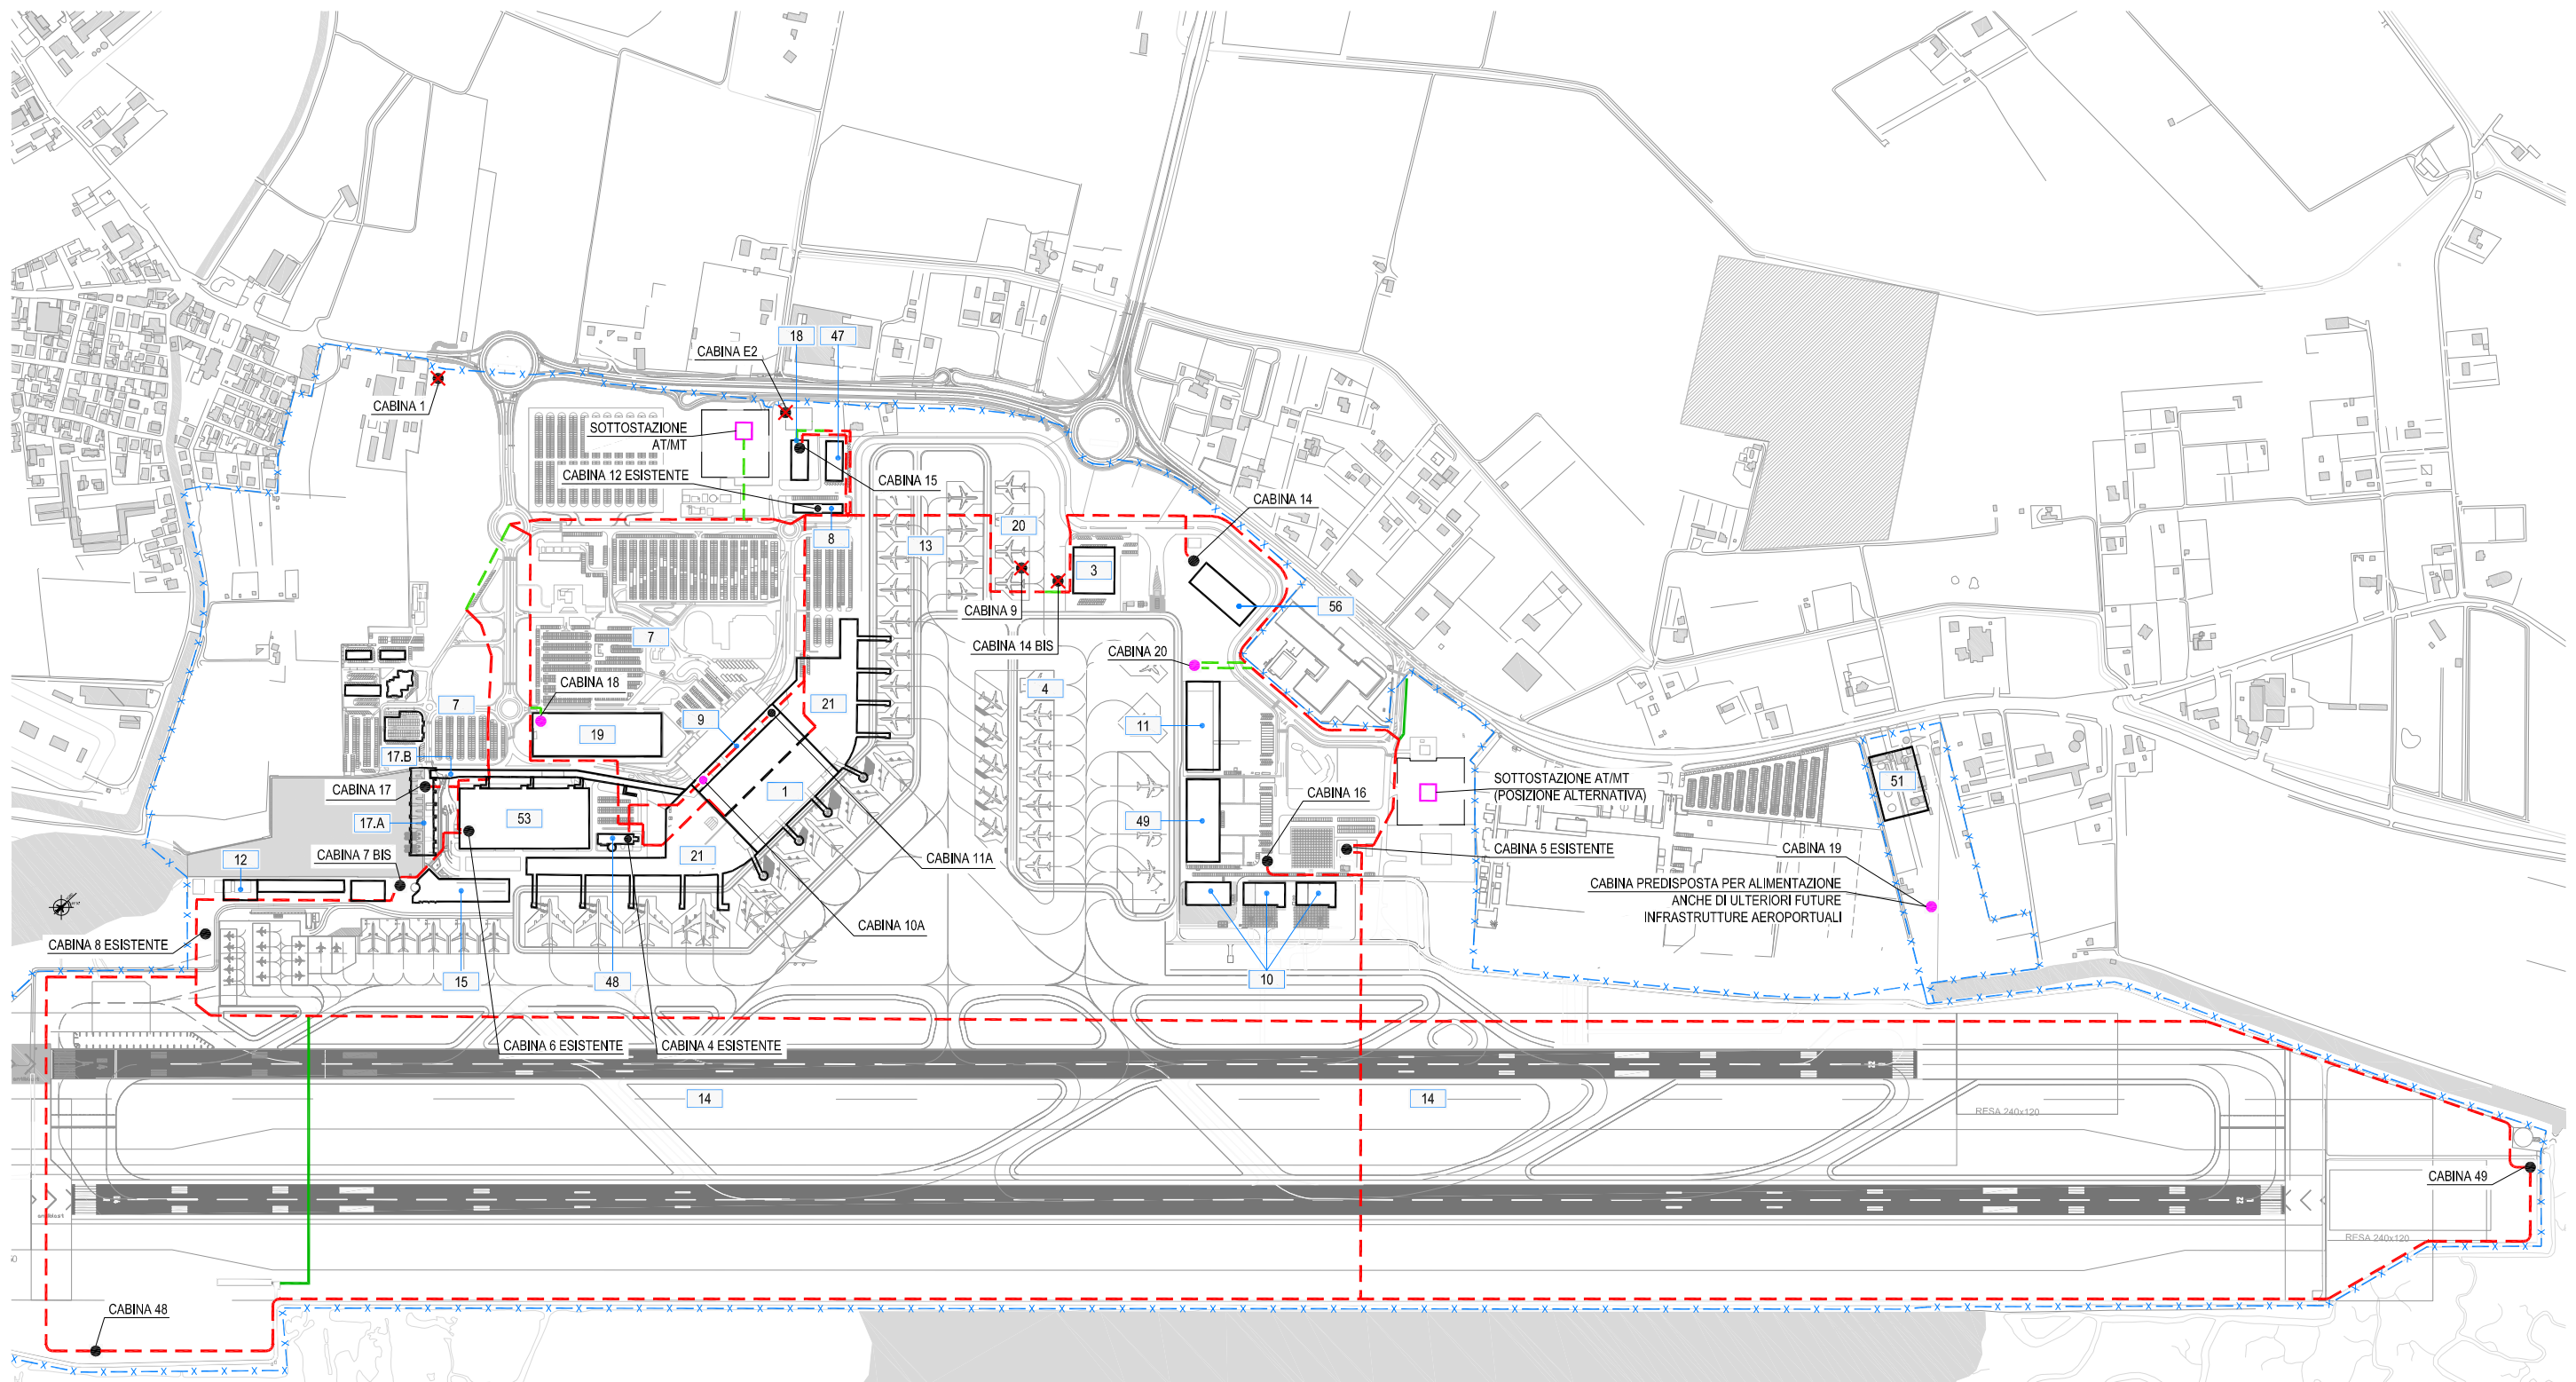 18
47
CABINA E2
CABINA 1
SOTTOSTAZIONE
AT/MT
CABINA 12 ESISTENTE
CABINA 15
CABINA 14
20
8
13
3
CABINA 9
56
7
CABINA 14 BIS
CABINA 20
CABINA 18
4
7
21
9
11
19
17.B
SOTTOSTAZIONE AT/MT
(POSIZIONE ALTERNATIVA)
51
CABINA 17
1
CABINA 16
17.A
53
49
CABINA 5 ESISTENTE
CABINA 19
12
CABINA 7 BIS
21
CABINA 11A
CABINA PREDISPOSTA PER ALIMENTAZIONE
ANCHE DI ULTERIORI FUTURE
INFRASTRUTTURE AEROPORTUALI
CABINA 10A
CABINA 8 ESISTENTE
15
48
10
CABINA 6 ESISTENTE
CABINA 4 ESISTENTE
14
14
RESA 240x120
CABINA 49
RESA 240x120
CABINA 48